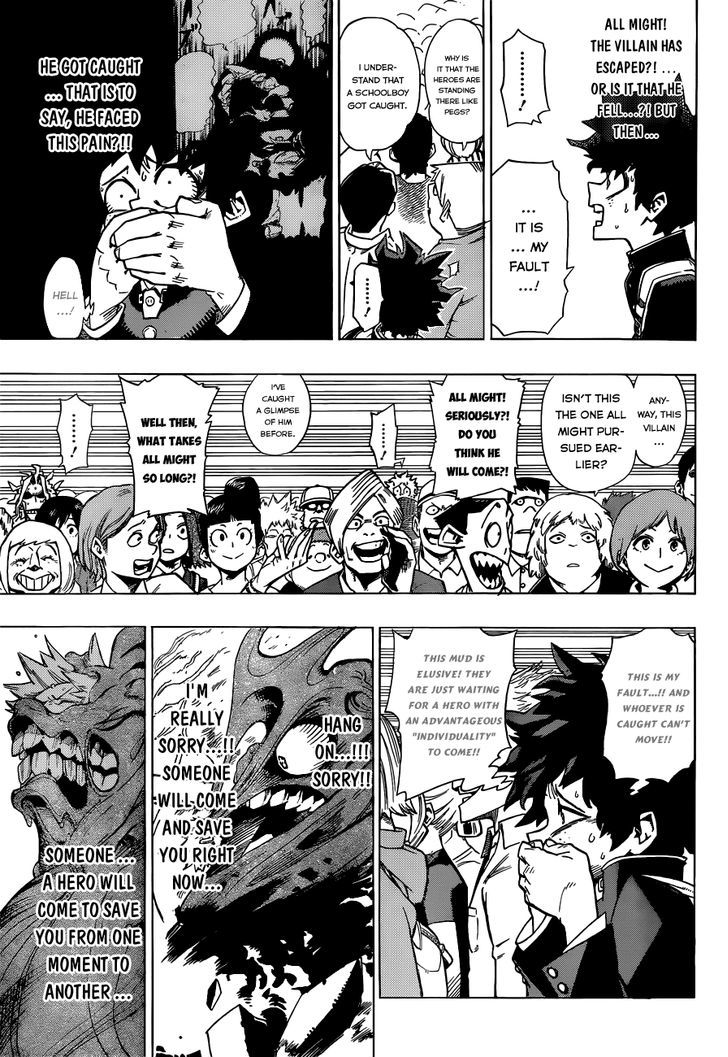 ALL MIGHT!
THE VILLAIN HAS
ESCAPED?! ...
OR IS IT THAT HE
FELL...?! BUT
THEN ...
......
...
IT IS
... MY
FAULT
...!
WHY IS
IT THAT THE
HEROES ARE
STANDING
THERE LIKE
PEGS?
I UNDER-
STAND THAT
A SCHOOLBOY
GOT CAUGHT.
......
HE GOT CAUGHT
... THAT IS TO
SAY, HE FACED
THIS PAIN?!!
HELL
...!
ANY-
WAY, THIS
VILLAIN
...
ISN'T THIS
THE ONE ALL
MIGHT PUR-
SUED EAR-
LIER?
ALL MIGHT!
SERIOUSLY?!
DO YOU
THINK HE
WILL COME?!
......
I'VE
CAUGHT
A GLIMPSE
OF HIM
BEFORE.
WELL THEN,
WHAT TAKES
ALL MIGHT
SO LONG?!
......
THIS IS MY
FAULT...!! AND
WHOEVER IS
CAUGHT CAN'T
MOVE!!
THIS MUD IS
ELUSIVE! THEY
ARE JUST WAITING
FOR A HERO WITH
AN ADVANTAGEOUS
"INDIVIDUALITY"
TO COME!!
HANG
ON...!!!
SORRY!!
I'M
REALLY
SORRY...!!
SOMEONE
WILL COME
AND SAVE
YOU RIGHT
NOW...
SOMEONE ...
A HERO WILL
COME TO SAVE
YOU FROM ONE
MOMENT TO
ANOTHER ...